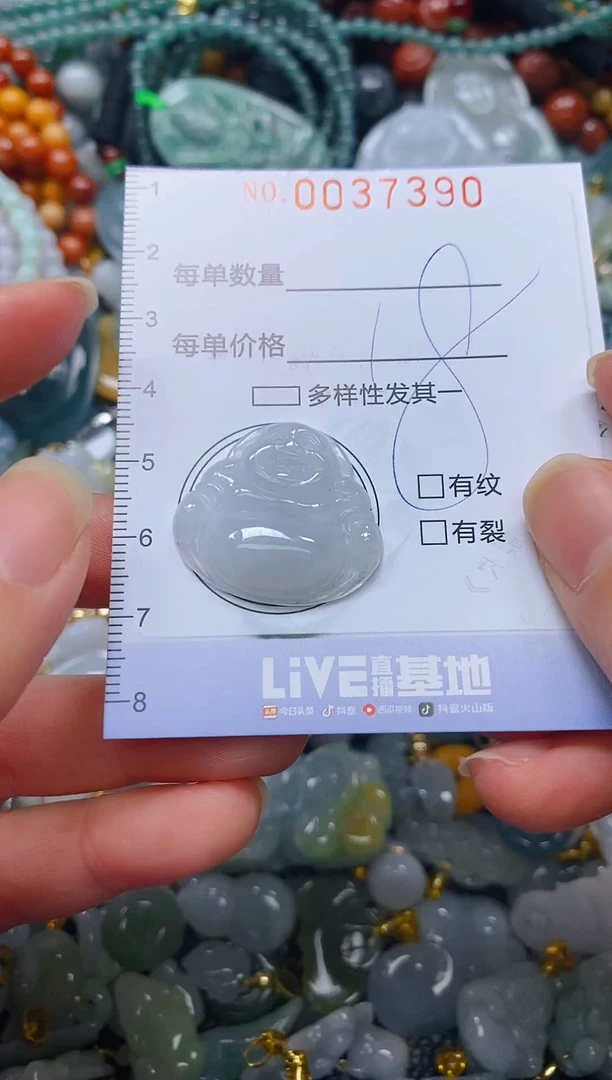 1
NO.0037390
2
每单数量
3
每单价格
4
多样性发其一
5
有纹
6
有裂
7
LiVE直播基地
8
今日头条 抖音 西瓜视频 抖音火山版